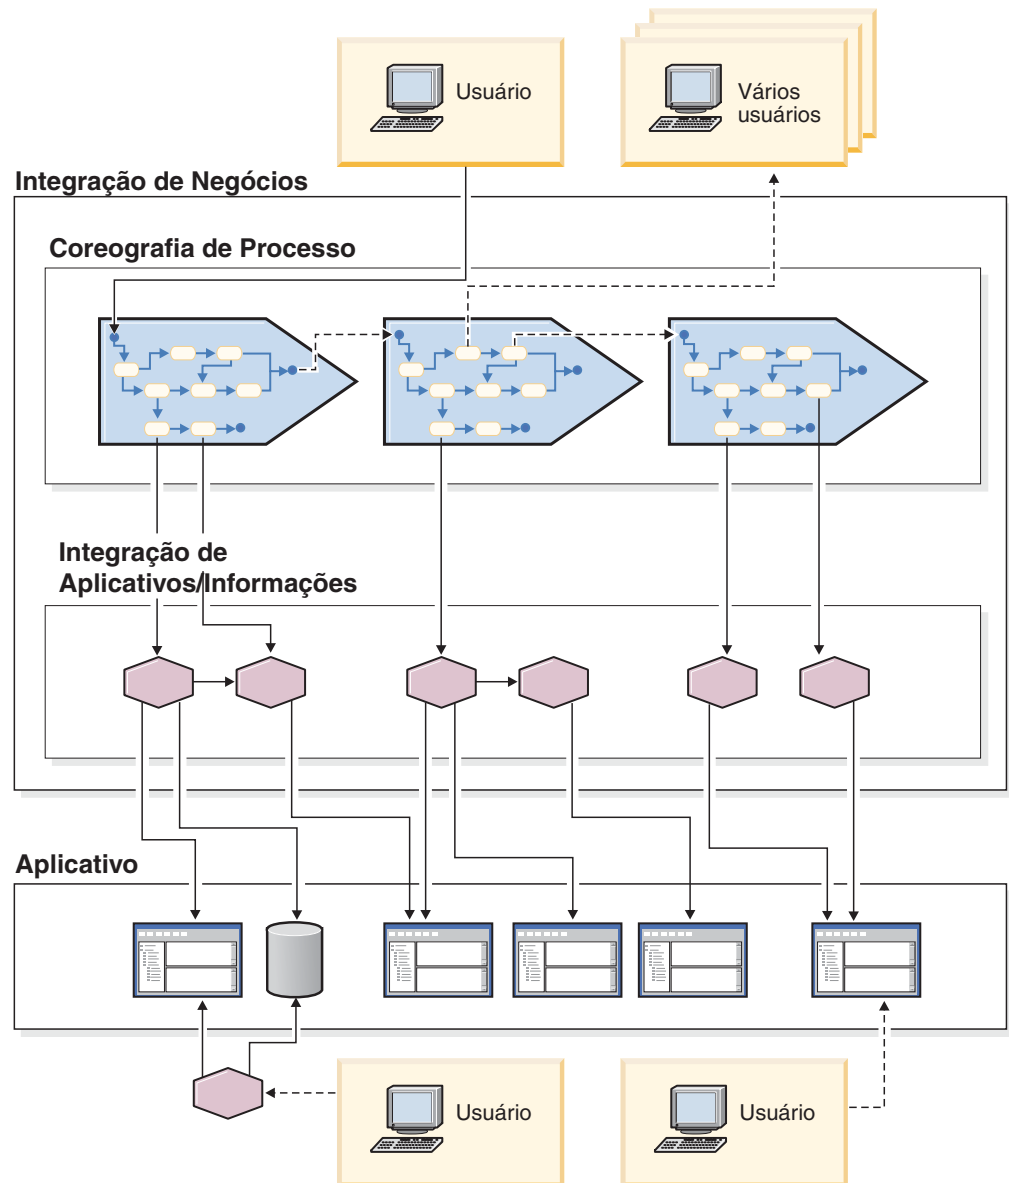 Usuário
Vários
usuários
Integração de Negócios
Coreografia de Processo
Integração de
Aplicativos/Informações
Aplicativo
Usuário
Usuário